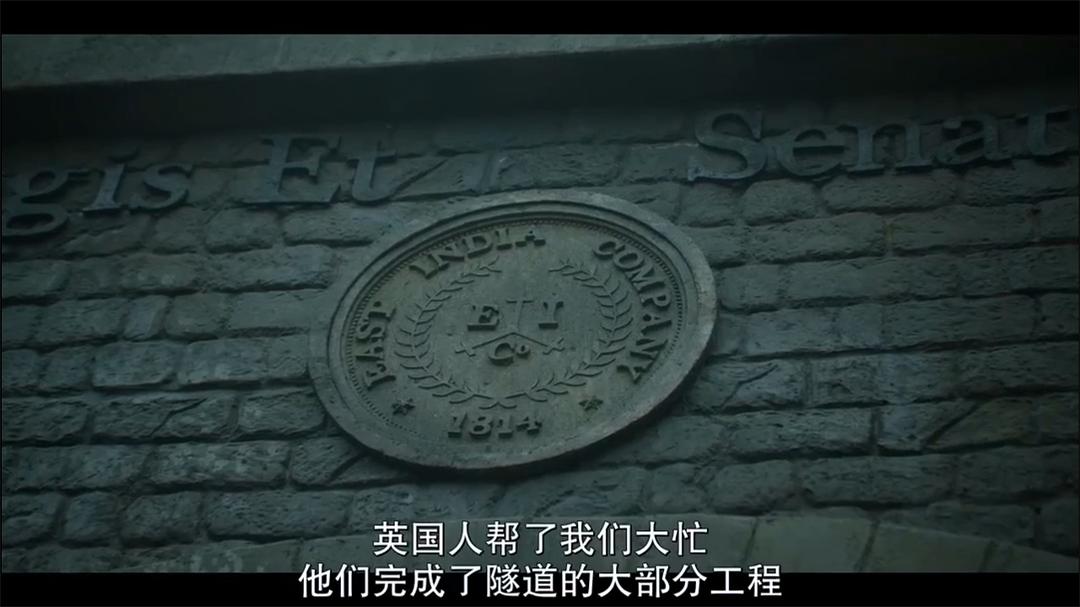 gis Et Senat
EAST INDIA COMPANY
E I
Co
1814
英国人帮了我们大忙
他们完成了隧道的大部分工程